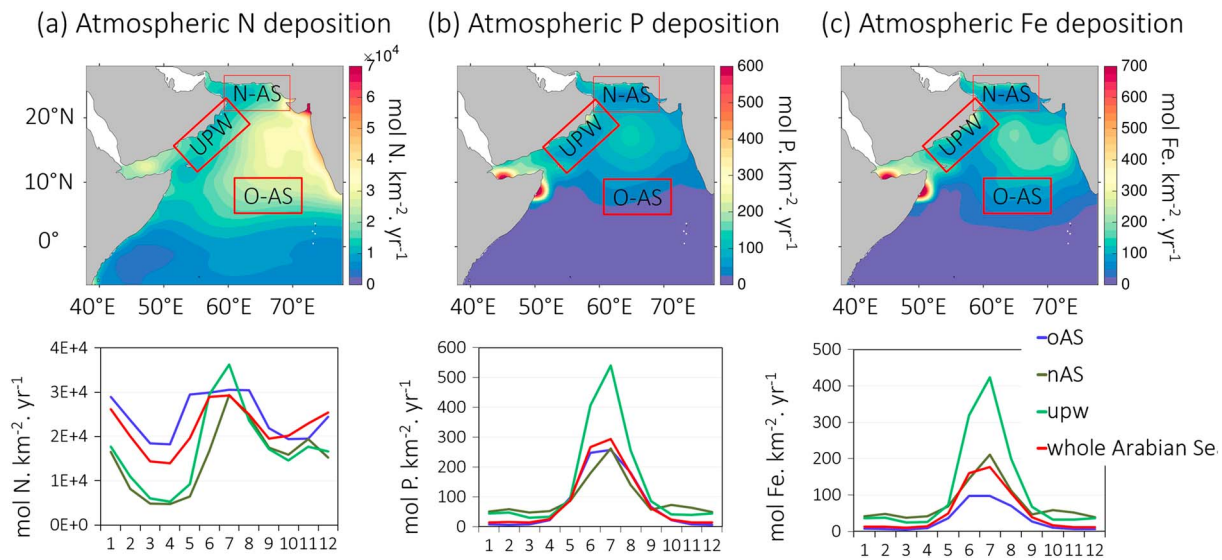 (a) Atmospheric N deposition
(b) Atmospheric P deposition
(c) Atmospheric Fe deposition
×10⁴
20°N
10°N
0°
40°E 50°E 60°E 70°E
N-AS
UPW
O-AS
7
6
5
4
3
2
1
0
mol N. km⁻². yr⁻¹
40°E 50°E 60°E 70°E
N-AS
UPW
O-AS
600
500
400
300
200
100
0
mol P. km⁻². yr⁻¹
40°E 50°E 60°E 70°E
N-AS
UPW
O-AS
700
600
500
400
300
200
100
0
mol Fe. km⁻². yr⁻¹
mol N. km⁻². yr⁻¹
5E+4
4E+4
3E+4
2E+4
1E+4
0E+0
1 2 3 4 5 6 7 8 9 10 11 12
mol P. km⁻². yr⁻¹
600
500
400
300
200
100
0
1 2 3 4 5 6 7 8 9 10 11 12
mol Fe. km⁻². yr⁻¹
500
400
300
200
100
0
1 2 3 4 5 6 7 8 9 10 11 12
oAS
nAS
upw
whole Arabian Se